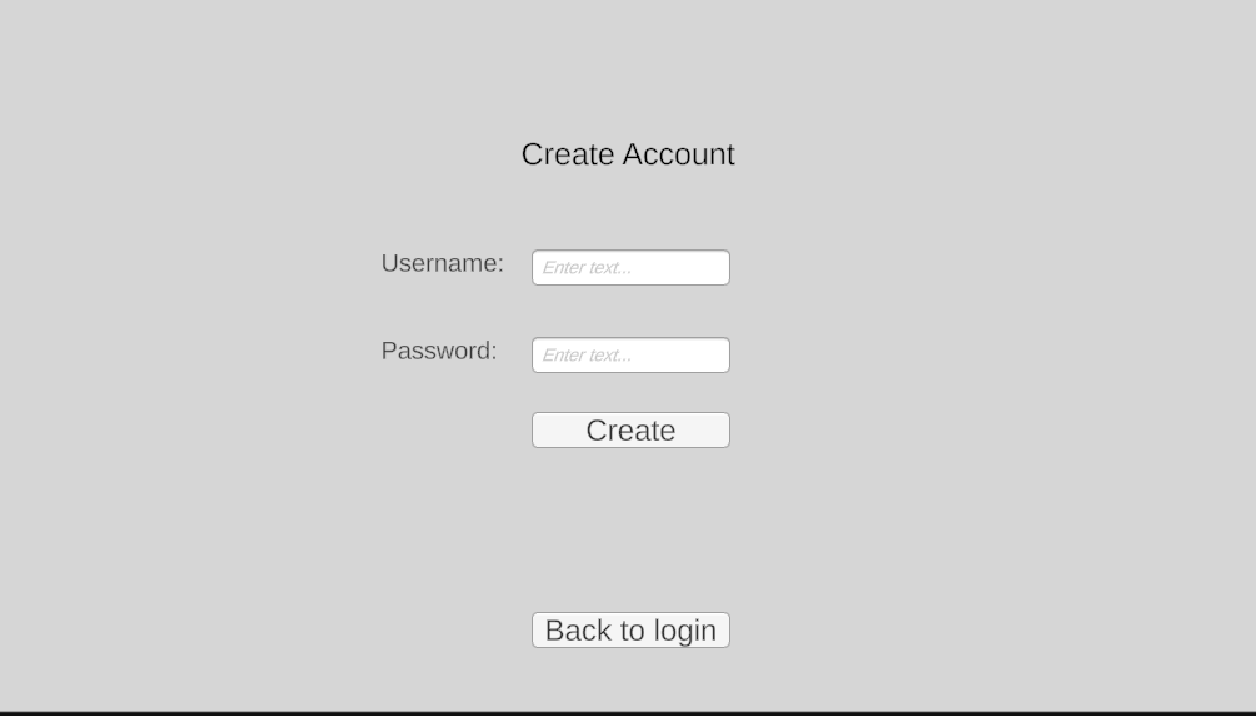 Create Account
Username: Enter text...
Password: Enter text...
Create
Back to login